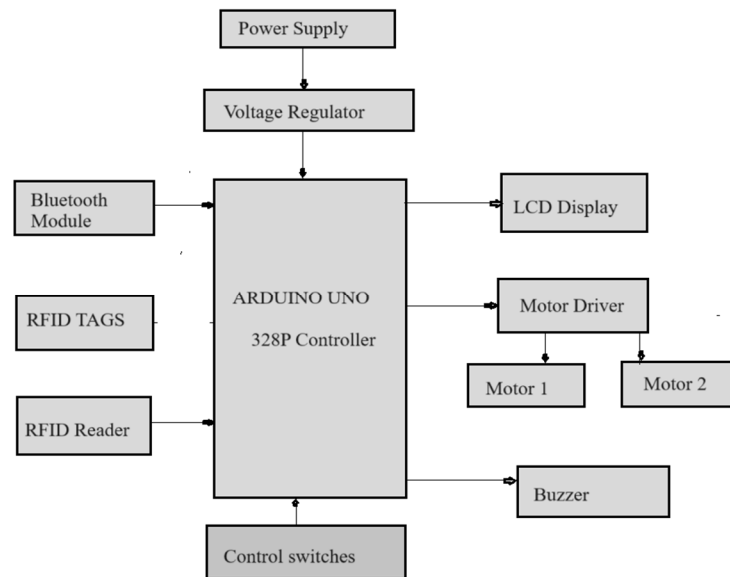 Power Supply
Voltage Regulator
Bluetooth
Module
LCD Display
ARDUINO UNO
328P Controller
RFID TAGS
Motor Driver
Motor 1
Motor 2
RFID Reader
Buzzer
Control switches